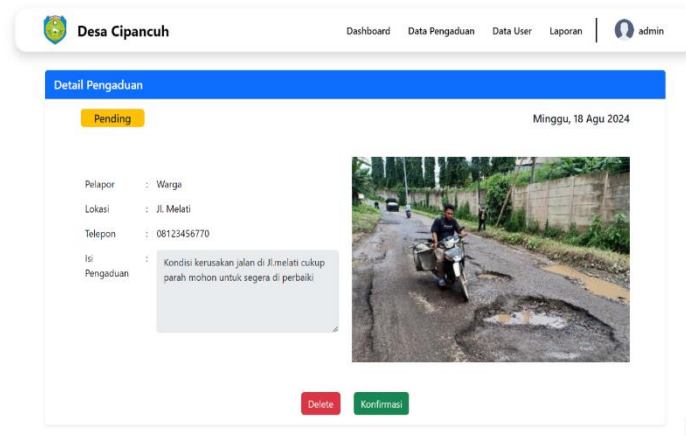 Desa Cipancuh
Dashboard Data Pengaduan Data User Laporan admin
Detail Pengaduan
Pending
Minggu, 18 Agu 2024
Pelapor : Warga
Lokasi : Jl. Melati
Telepon : 08123456770
Isi Pengaduan :
Kondisi kerusakan jalan di Jl.melati cukup
parah mohon untuk segera di perbaiki
Delete Konfirmasi